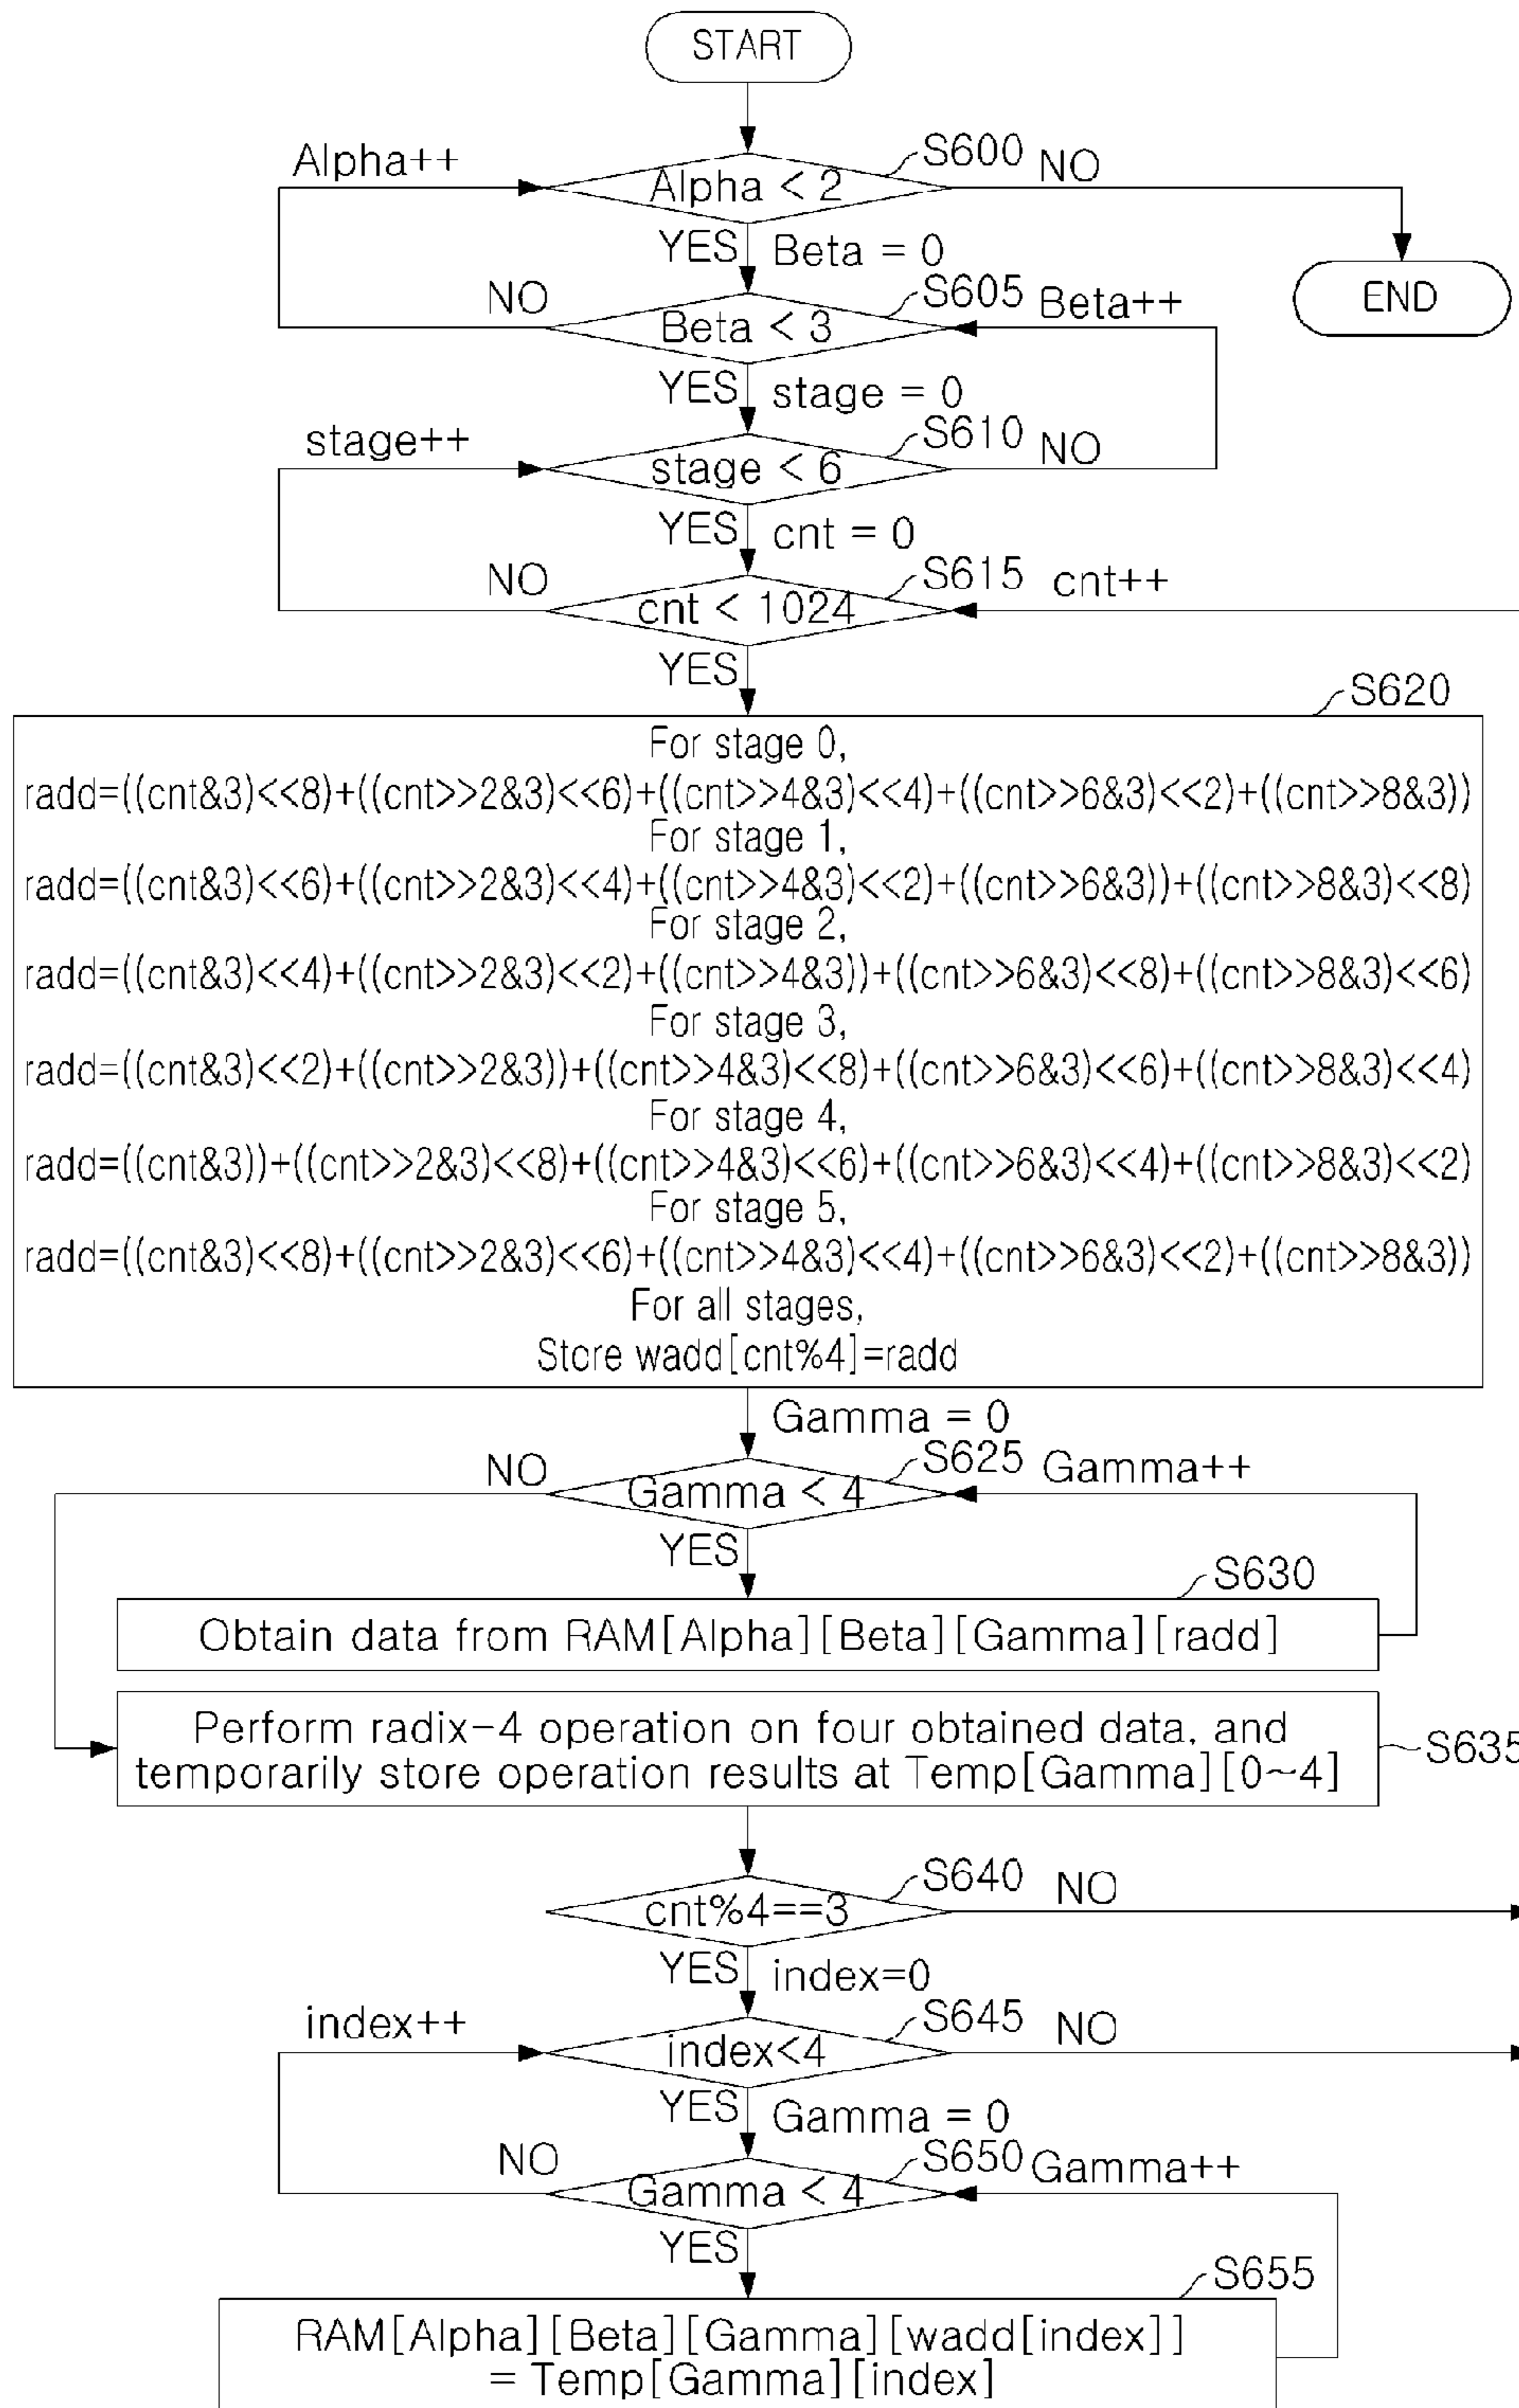 START
Alpha++
S600
NO
Alpha < 2
YES
Beta = 0
END
NO
S605
Beta++
Beta < 3
YES
stage = 0
stage++
S610
NO
stage < 6
YES
cnt = 0
NO
S615
cnt++
cnt < 1024
YES
S620
For stage 0,
radd=((cnt&3)<<8)+((cnt>>2&3)<<6)+((cnt>>4&3)<<4)+((cnt>>6&3)<<2)+((cnt>>8&3))
For stage 1,
radd=((cnt&3)<<6)+((cnt>>2&3)<<4)+((cnt>>4&3)<<2)+((cnt>>6&3))+((cnt>>8&3)<<8)
For stage 2,
radd=((cnt&3)<<4)+((cnt>>2&3)<<2)+((cnt>>4&3))+((cnt>>6&3)<<8)+((cnt>>8&3)<<6)
For stage 3,
radd=((cnt&3)<<2)+((cnt>>2&3))+((cnt>>4&3)<<8)+((cnt>>6&3)<<6)+((cnt>>8&3)<<4)
For stage 4,
radd=((cnt&3))+((cnt>>2&3)<<8)+((cnt>>4&3)<<6)+((cnt>>6&3)<<4)+((cnt>>8&3)<<2)
For stage 5,
radd=((cnt&3)<<8)+((cnt>>2&3)<<6)+((cnt>>4&3)<<4)+((cnt>>6&3)<<2)+((cnt>>8&3))
For all stages,
Store wadd[cnt%4]=radd
Gamma = 0
NO
S625
Gamma++
Gamma < 4
YES
S630
Obtain data from RAM[Alpha][Beta][Gamma][radd]
Perform radix-4 operation on four obtained data, and
temporarily store operation results at Temp[Gamma][0~4]
S635
S640
NO
cnt%4==3
YES
index=0
index++
S645
NO
index<4
YES
Gamma = 0
NO
S650
Gamma++
Gamma < 4
YES
S655
RAM[Alpha][Beta][Gamma][wadd[index]]
= Temp[Gamma][index]